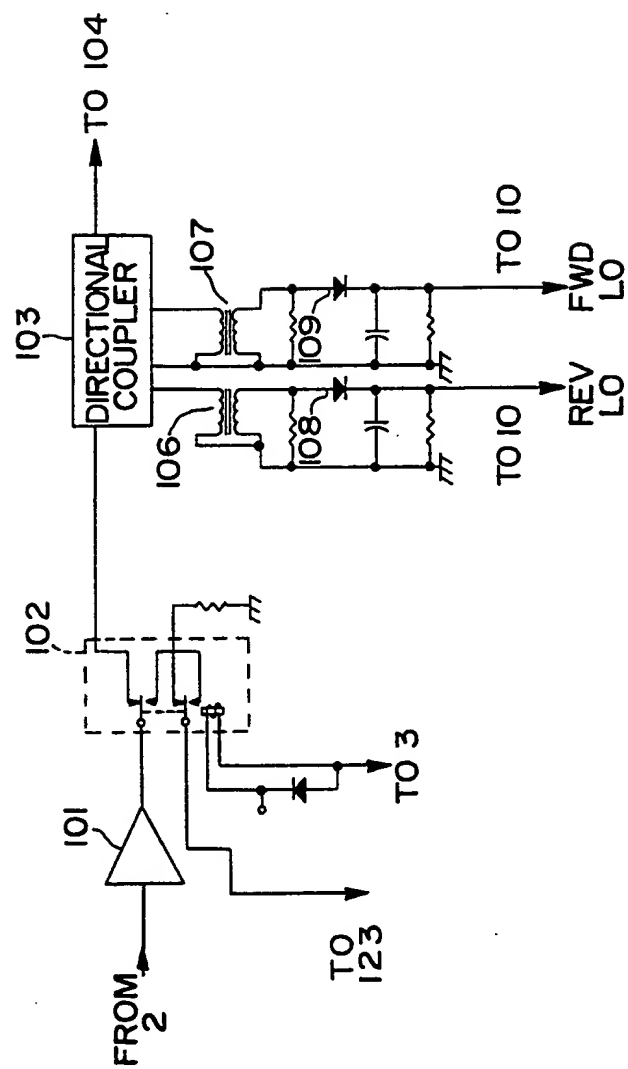 FROM
2
101
102
TO
123
TO 3
103
DIRECTIONAL
COUPLER
TO 104
106
107
108
109
TO 10
TO 10
REV
LO
FWD
LO